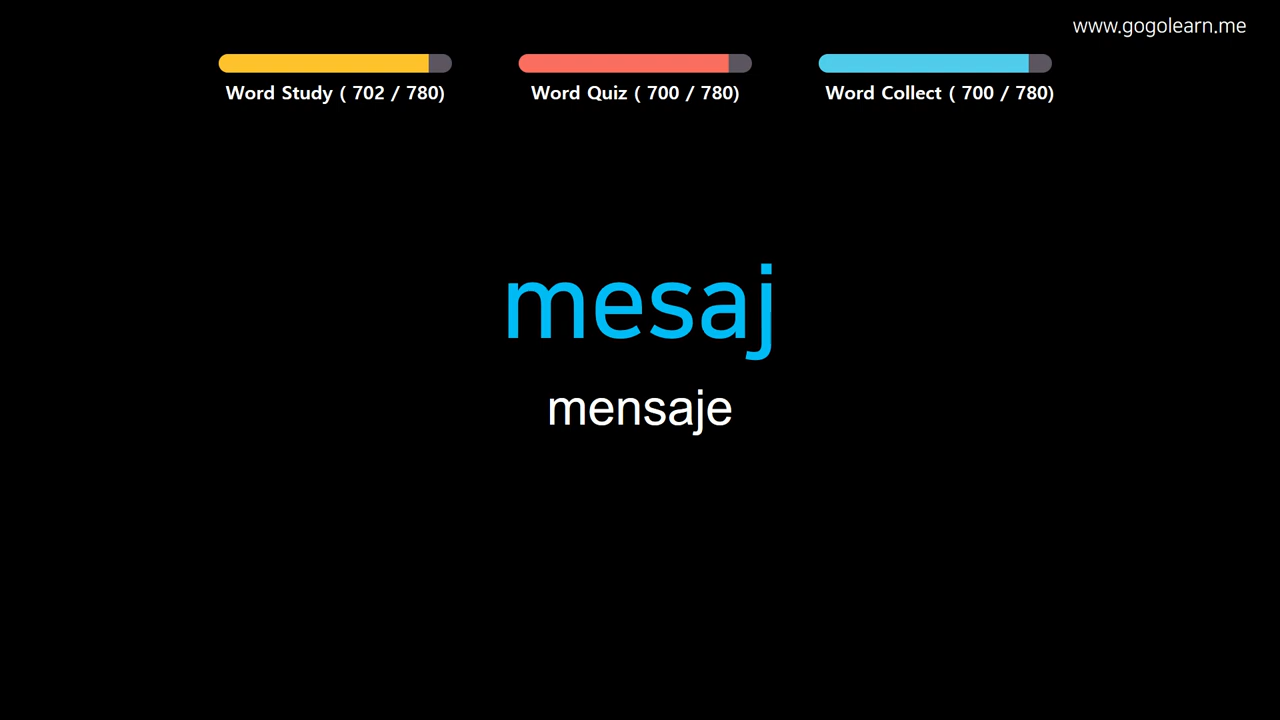 www.gogolearn.me
Word Study ( 702 / 780)
Word Quiz ( 700 / 780)
Word Collect ( 700 / 780)
mesaj
mensaje